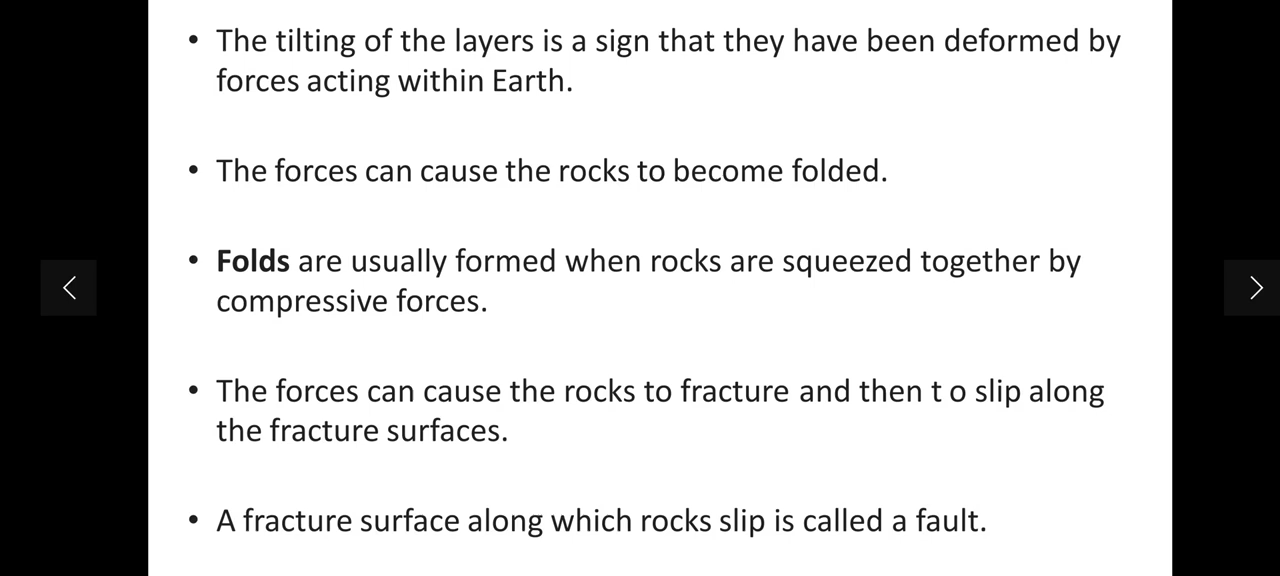 • The tilting of the layers is a sign that they have been deformed by
forces acting within Earth.
• The forces can cause the rocks to become folded.
• Folds are usually formed when rocks are squeezed together by
compressive forces.
• The forces can cause the rocks to fracture and then t o slip along
the fracture surfaces.
• A fracture surface along which rocks slip is called a fault.